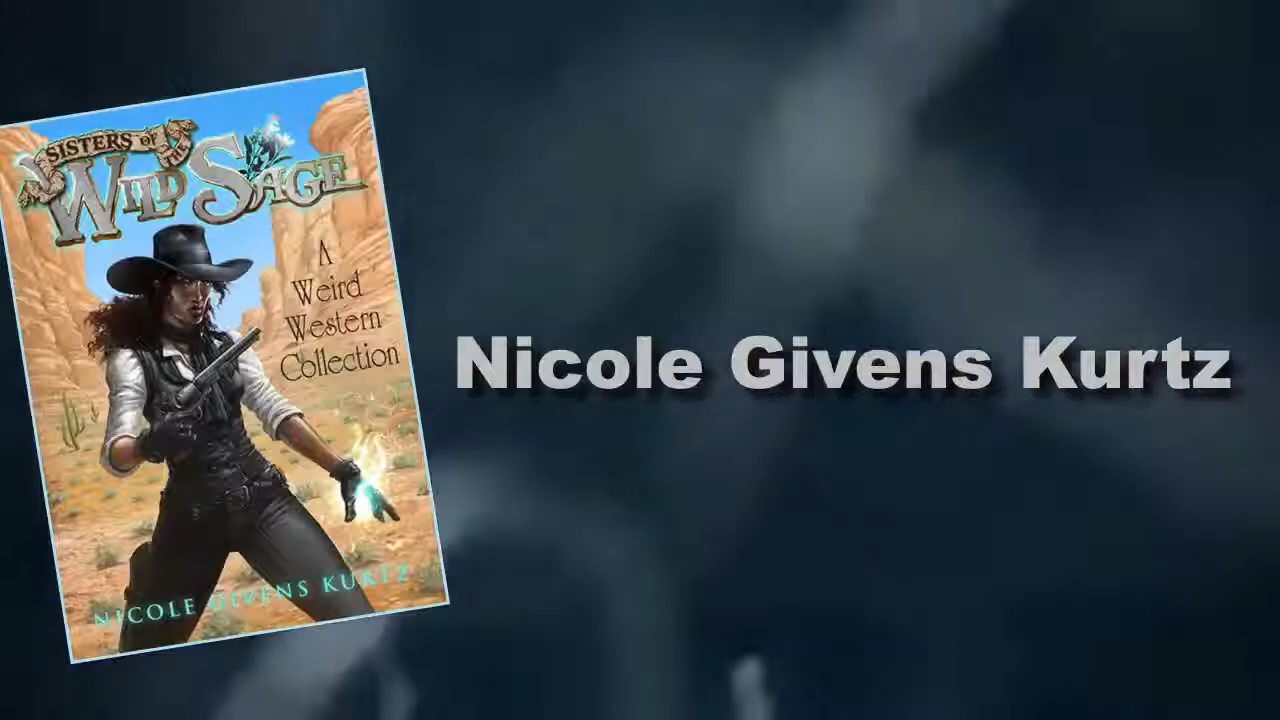 SISTERS OF THE
WILD SAGE
A
Weird
Western
Collection
NICOLE GIVENS KURTZ
Nicole Givens Kurtz